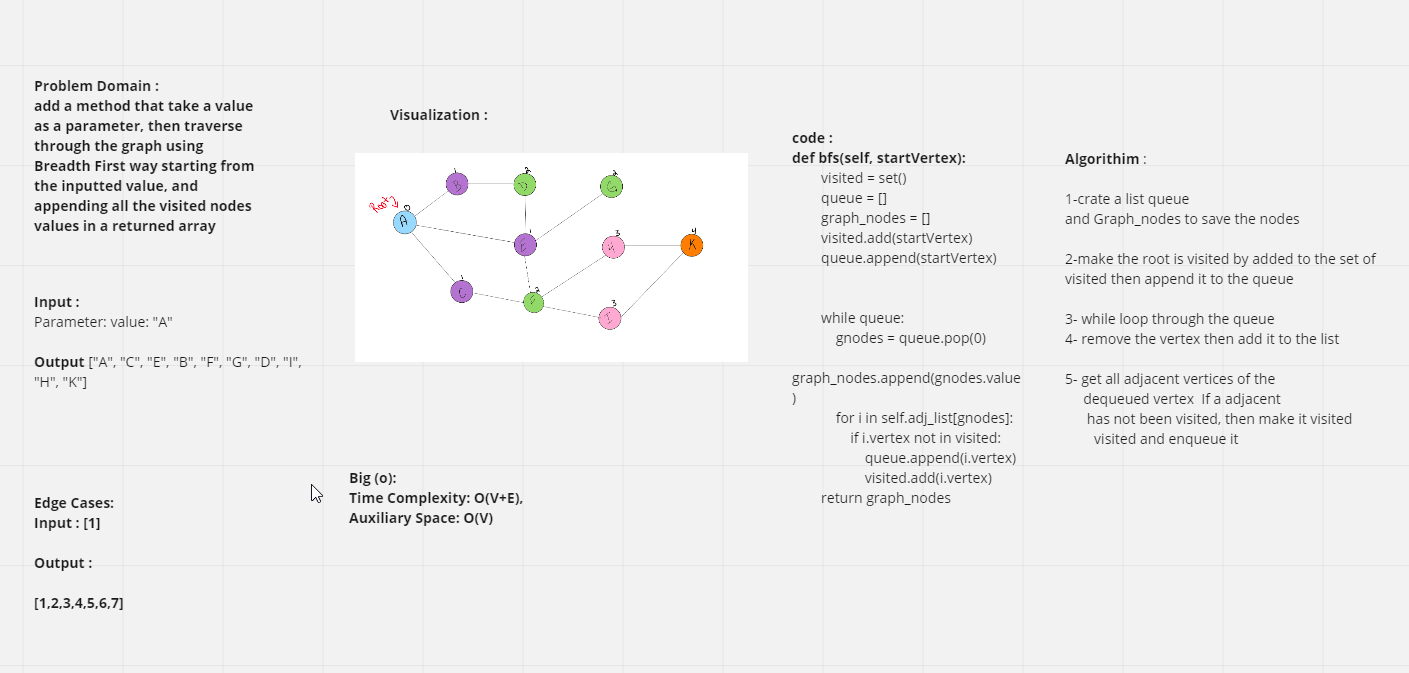 Problem Domain :
add a method that take a value
as a parameter, then traverse
through the graph using
Breadth First way starting from
the inputted value, and
appending all the visited nodes
values in a returned array
Input :
Parameter: value: "A"
Output ["A", "C", "E", "B", "F", "G", "D", "I",
"H", "K"]
Edge Cases:
Input : [1]
Output :
[1,2,3,4,5,6,7]
Visualization :
Root
A
0
B
1
D
2
G
2
E
1
H
3
K
4
C
1
F
2
I
3
Big (o):
Time Complexity: O(V+E),
Auxiliary Space: O(V)
code :
def bfs(self, startVertex):
visited = set()
queue = []
graph_nodes = []
visited.add(startVertex)
queue.append(startVertex)
while queue:
gnodes = queue.pop(0)
graph_nodes.append(gnodes.value
)
for i in self.adj_list[gnodes]:
if i.vertex not in visited:
queue.append(i.vertex)
visited.add(i.vertex)
return graph_nodes
Algorithim :
1-crate a list queue
and Graph_nodes to save the nodes
2-make the root is visited by added to the set of
visited then append it to the queue
3- while loop through the queue
4- remove the vertex then add it to the list
5- get all adjacent vertices of the
dequeued vertex  If a adjacent
has not been visited, then make it visited
visited and enqueue it